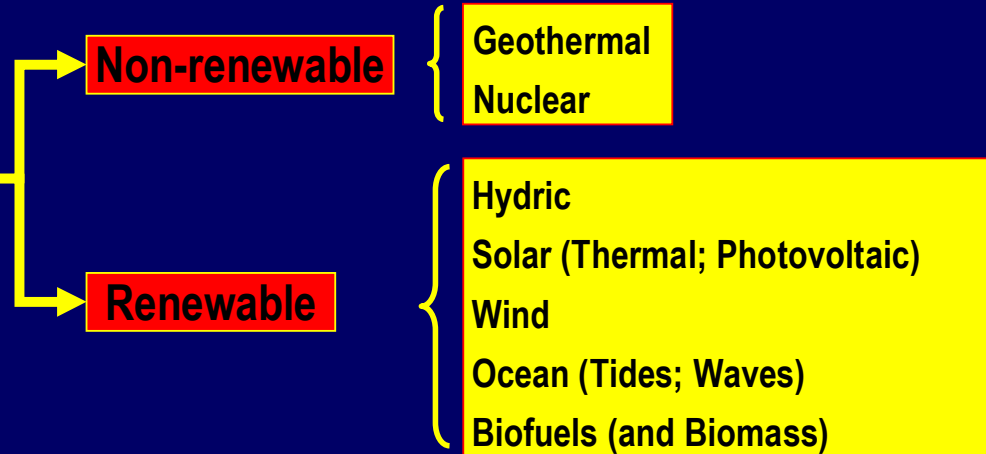 Non-renewable
Geothermal
Nuclear
Renewable
Hydric
Solar (Thermal; Photovoltaic)
Wind
Ocean (Tides; Waves)
Biofuels (and Biomass)